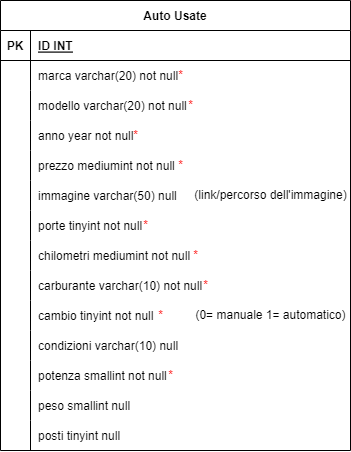 Auto Usate
PK ID INT
marca varchar(20) not null*
modello varchar(20) not null*
anno year not null*
prezzo mediumint not null *
immagine varchar(50) null (link/percorso dell'immagine)
porte tinyint not null*
chilometri mediumint not null *
carburante varchar(10) not null*
cambio tinyint not null * (0= manuale 1= automatico)
condizioni varchar(10) null
potenza smallint not null*
peso smallint null
posti tinyint null